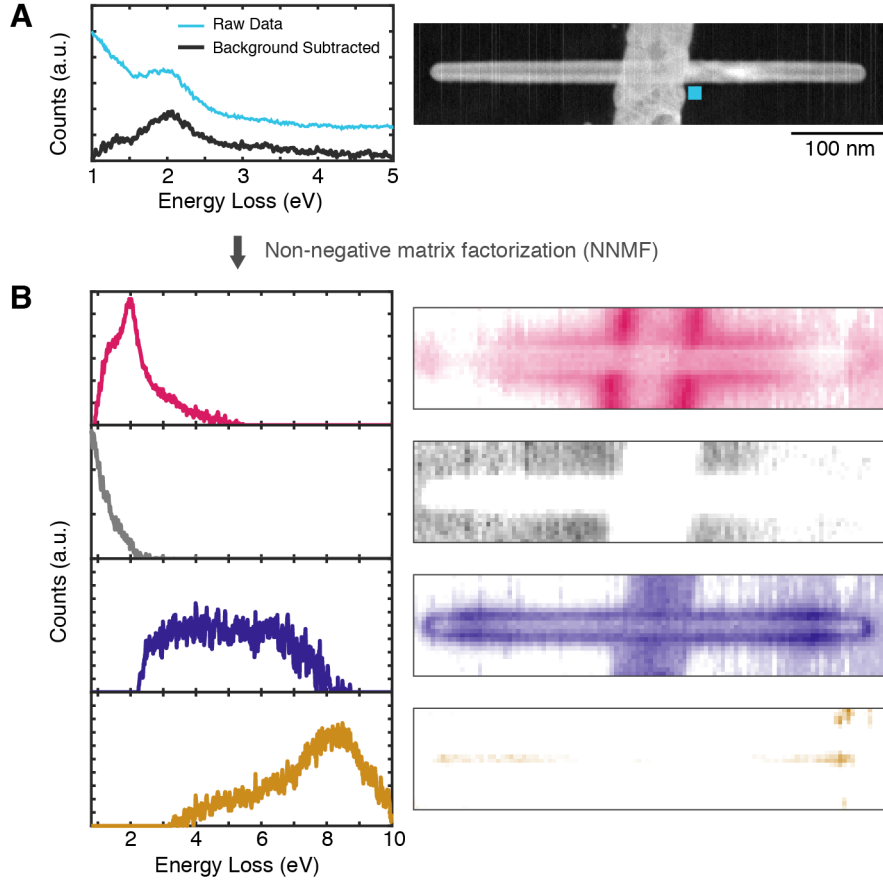 A
Counts (a.u.)
Raw Data
Background Subtracted
1 2 3 4 5
Energy Loss (eV)
100 nm
Non-negative matrix factorization (NNMF)
B
Counts (a.u.)
2 4 6 8 10
Energy Loss (eV)